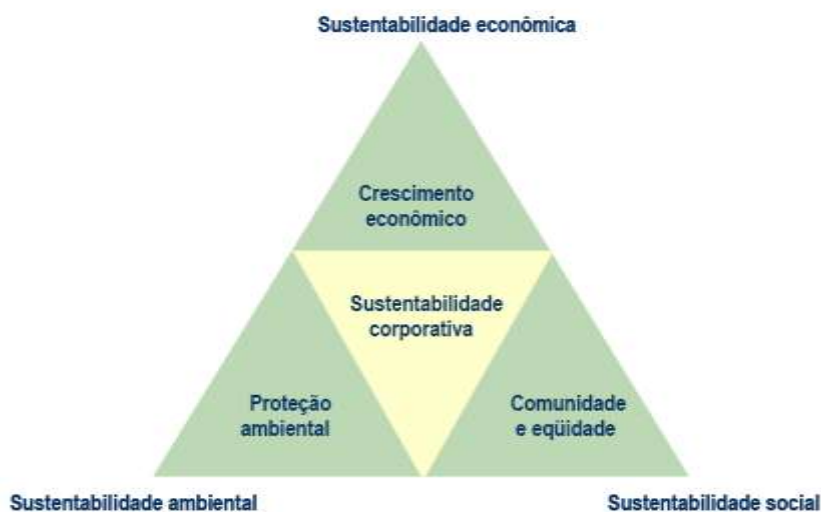 Sustentabilidade econômica
Crescimento
econômico
Sustentabilidade
corporativa
Proteção
ambiental
Comunidade
e eqüidade
Sustentabilidade ambiental
Sustentabilidade social